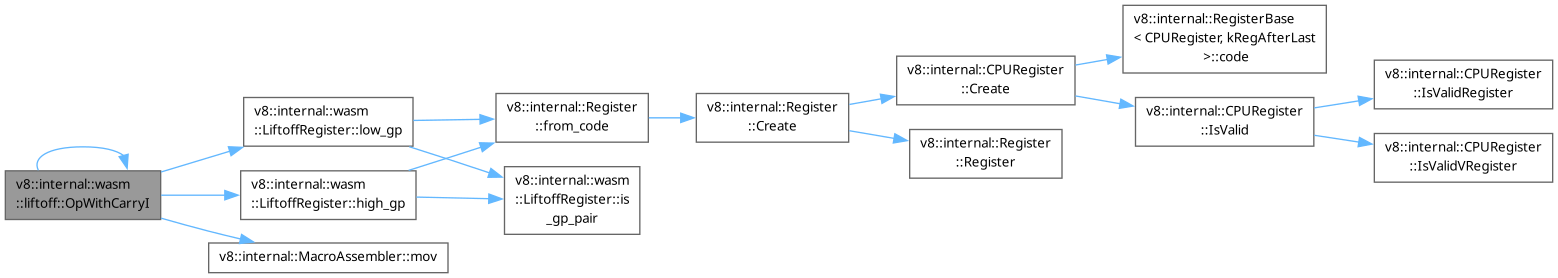 v8::internal::wasm
::liftoff::OpWithCarryI
v8::internal::wasm
::LiftoffRegister::low_gp
v8::internal::wasm
::LiftoffRegister::high_gp
v8::internal::MacroAssembler::mov
v8::internal::Register
::from_code
v8::internal::wasm
::LiftoffRegister::is
_gp_pair
v8::internal::Register
::Create
v8::internal::CPURegister
::Create
v8::internal::Register
::Register
v8::internal::RegisterBase
< CPURegister, kRegAfterLast
>::code
v8::internal::CPURegister
::IsValid
v8::internal::CPURegister
::IsValidRegister
v8::internal::CPURegister
::IsValidVRegister